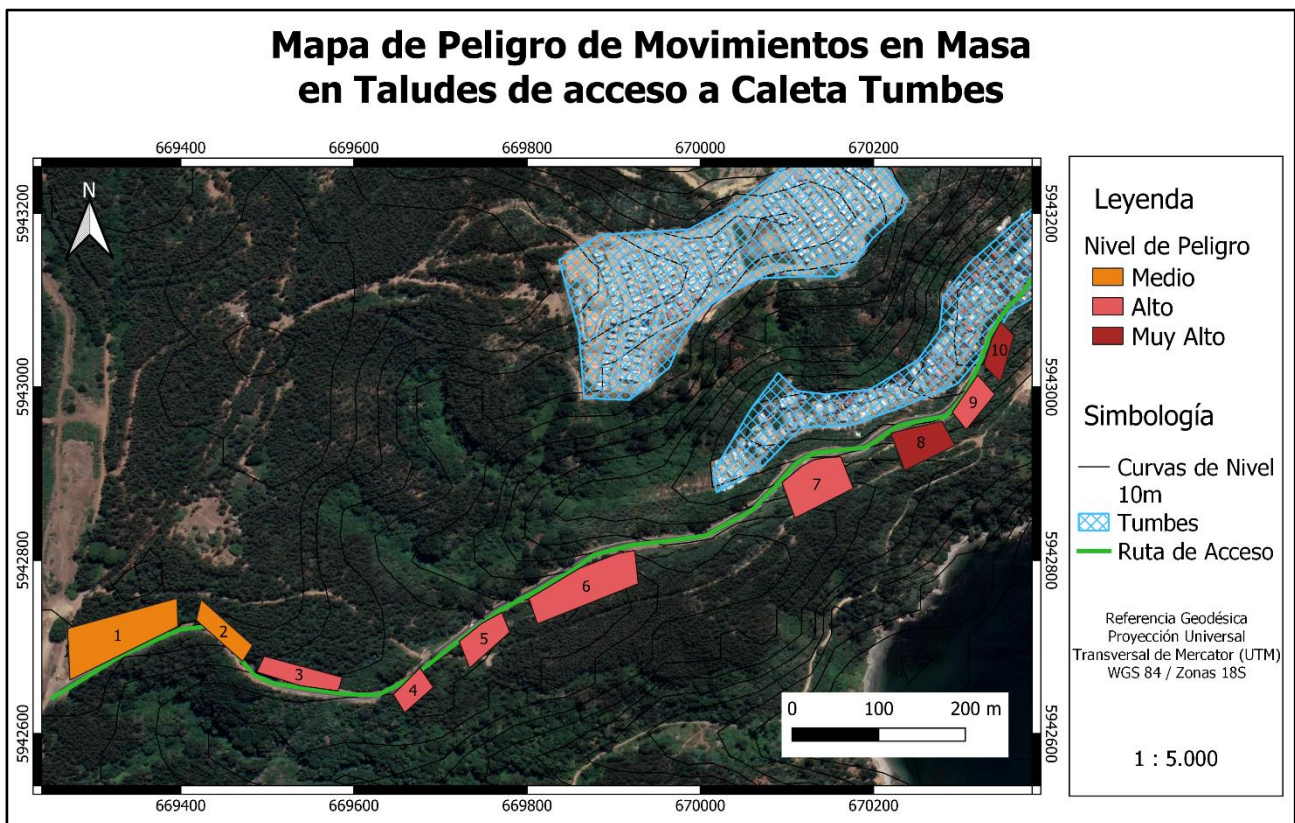 Mapa de Peligro de Movimientos en Masa
en Taludes de acceso a Caleta Tumbes
669400
669600
669800
670000
670200
N
5943200
5943000
5942800
5942600
5943200
5943000
5942800
5942600
10
9
8
7
6
5
4
3
2
1
0
100
200 m
669400
669600
669800
670000
670200
Leyenda
Nivel de Peligro
Medio
Alto
Muy Alto
Simbología
Curvas de Nivel
10m
Tumbes
Ruta de Acceso
Referencia Geodésica
Proyección Universal
Transversal de Mercator (UTM)
WGS 84 / Zonas 18S
1 : 5.000